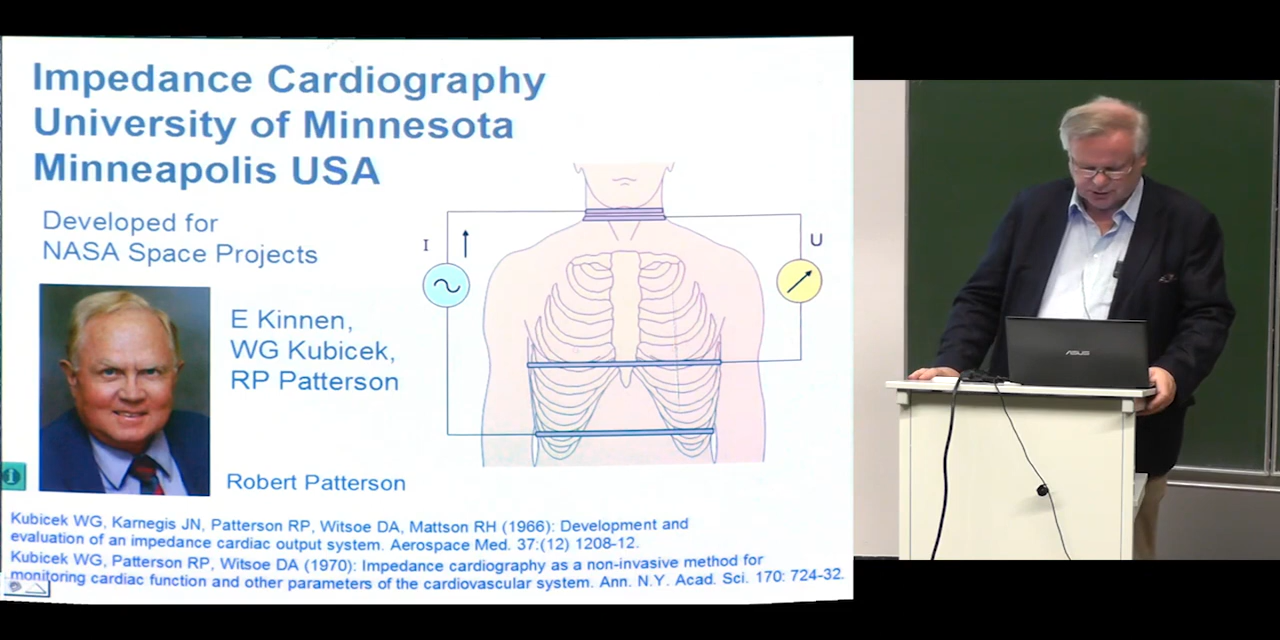 Impedance Cardiography
University of Minnesota
Minneapolis USA
Developed for
NASA Space Projects
I
U
E Kinnen,
WG Kubicek,
RP Patterson
Robert Patterson
Kubicek WG, Karnegis JN, Patterson RP, Witsoe DA, Mattson RH (1966): Development and
evaluation of an impedance cardiac output system. Aerospace Med. 37:(12) 1208-12.
Kubicek WG, Patterson RP, Witsoe DA (1970): Impedance cardiography as a non-invasive method for
monitoring cardiac function and other parameters of the cardiovascular system. Ann. N.Y. Acad. Sci. 170: 724-32.
i
ASUS